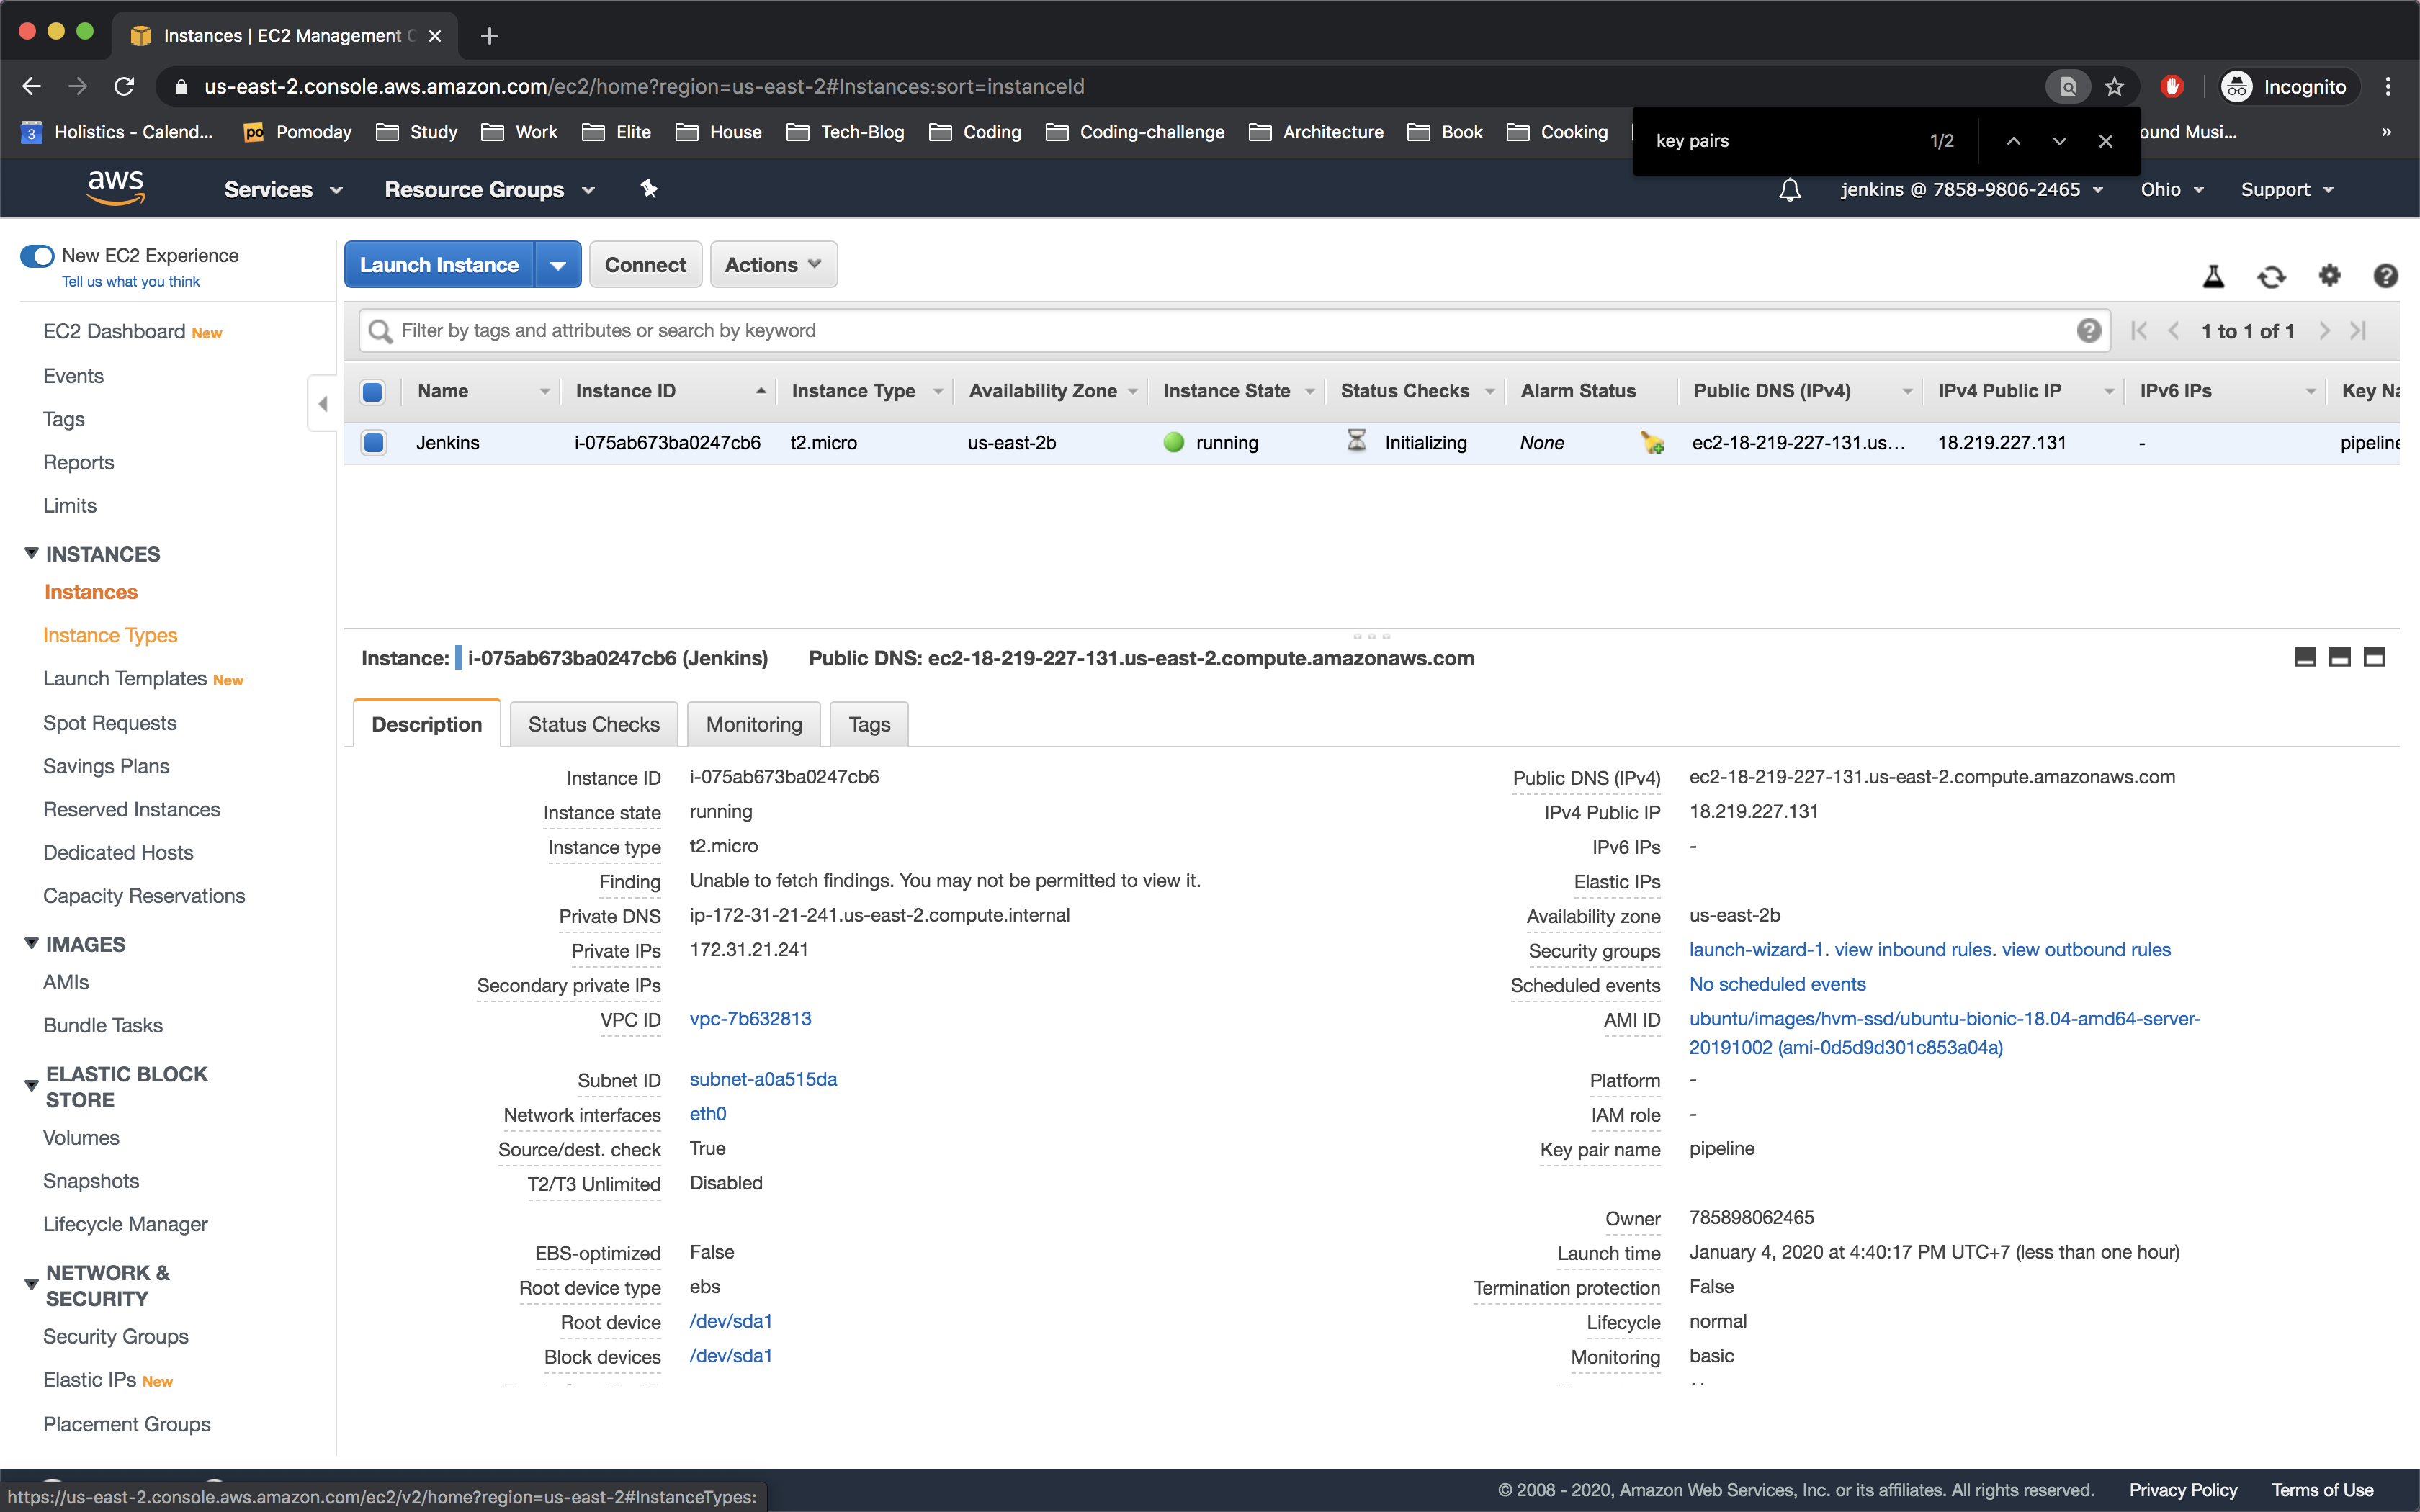 Instances | EC2 Management C
us-east-2.console.aws.amazon.com/ec2/home?region=us-east-2#Instances:sort=instanceId
Incognito
3 Holistics - Calend...
po Pomoday
Study
Work
Elite
House
Tech-Blog
Coding
Coding-challenge
Architecture
Book
Cooking
ound Musi...
»
key pairs 1/2
aws
Services
Resource Groups
jenkins @ 7858-9806-2465
Ohio
Support
New EC2 Experience
Tell us what you think
EC2 Dashboard New
Events
Tags
Reports
Limits
INSTANCES
Instances
Instance Types
Launch Templates New
Spot Requests
Savings Plans
Reserved Instances
Dedicated Hosts
Capacity Reservations
IMAGES
AMIs
Bundle Tasks
ELASTIC BLOCK
STORE
Volumes
Snapshots
Lifecycle Manager
NETWORK &
SECURITY
Security Groups
Elastic IPs New
Placement Groups
Launch Instance
Connect
Actions
Filter by tags and attributes or search by keyword
1 to 1 of 1
Name Instance ID Instance Type Availability Zone Instance State Status Checks Alarm Status Public DNS (IPv4) IPv4 Public IP IPv6 IPs Key Na
Jenkins i-075ab673ba0247cb6 t2.micro us-east-2b running Initializing None ec2-18-219-227-131.us... 18.219.227.131 - pipeline
Instance: i-075ab673ba0247cb6 (Jenkins) Public DNS: ec2-18-219-227-131.us-east-2.compute.amazonaws.com
Description
Status Checks
Monitoring
Tags
Instance ID i-075ab673ba0247cb6
Instance state running
Instance type t2.micro
Finding Unable to fetch findings. You may not be permitted to view it.
Private DNS ip-172-31-21-241.us-east-2.compute.internal
Private IPs 172.31.21.241
Secondary private IPs
VPC ID vpc-7b632813
Subnet ID subnet-a0a515da
Network interfaces eth0
Source/dest. check True
T2/T3 Unlimited Disabled
EBS-optimized False
Root device type ebs
Root device /dev/sda1
Block devices /dev/sda1
Public DNS (IPv4) ec2-18-219-227-131.us-east-2.compute.amazonaws.com
IPv4 Public IP 18.219.227.131
IPv6 IPs -
Elastic IPs
Availability zone us-east-2b
Security groups launch-wizard-1. view inbound rules. view outbound rules
Scheduled events No scheduled events
AMI ID ubuntu/images/hvm-ssd/ubuntu-bionic-18.04-amd64-server-
20191002 (ami-0d5d9d301c853a04a)
Platform -
IAM role -
Key pair name pipeline
Owner 785898062465
Launch time January 4, 2020 at 4:40:17 PM UTC+7 (less than one hour)
Termination protection False
Lifecycle normal
Monitoring basic
https://us-east-2.console.aws.amazon.com/ec2/v2/home?region=us-east-2#InstanceTypes:
© 2008 - 2020, Amazon Web Services, Inc. or its affiliates. All rights reserved. Privacy Policy Terms of Use